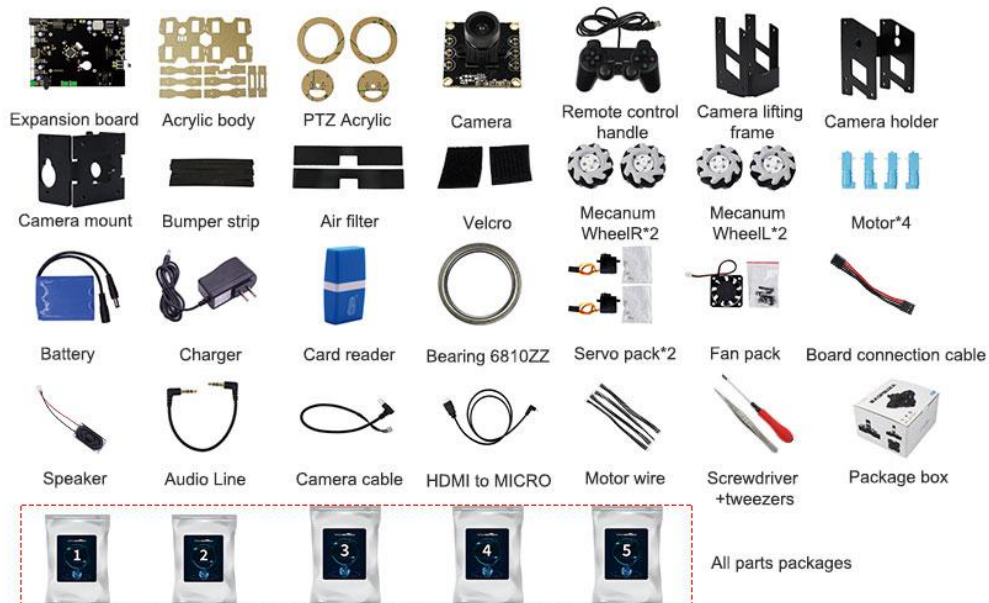 Expansion board
Acrylic body
PTZ Acrylic
Camera
Remote control
handle
Camera lifting
frame
Camera holder
Camera mount
Bumper strip
Air filter
Velcro
Mecanum
WheelR*2
Mecanum
WheelL*2
Motor*4
Battery
Charger
Card reader
Bearing 6810ZZ
Servo pack*2
Fan pack
Board connection cable
Speaker
Audio Line
Camera cable
HDMI to MICRO
Motor wire
Screwdriver
+tweezers
Package box
1
2
3
4
5
All parts packages